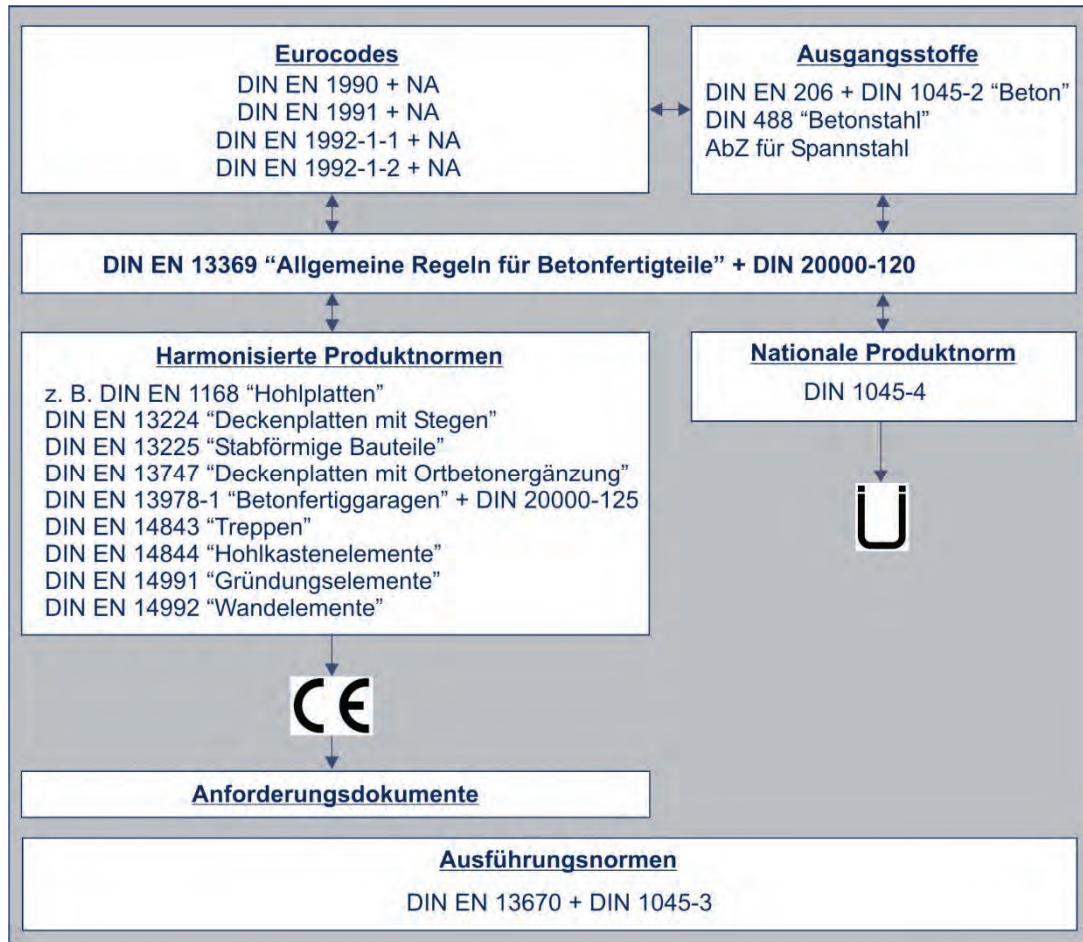 Eurocodes
DIN EN 1990 + NA
DIN EN 1991 + NA
DIN EN 1992-1-1 + NA
DIN EN 1992-1-2 + NA
Ausgangsstoffe
DIN EN 206 + DIN 1045-2 “Beton”
DIN 488 “Betonstahl”
AbZ für Spannstahl
DIN EN 13369 “Allgemeine Regeln für Betonfertigteile” + DIN 20000-120
Harmonisierte Produktnormen
z. B. DIN EN 1168 “Hohlplatten”
DIN EN 13224 “Deckenplatten mit Stegen”
DIN EN 13225 “Stabförmige Bauteile”
DIN EN 13747 “Deckenplatten mit Ortbetonergänzung”
DIN EN 13978-1 “Betonfertiggaragen” + DIN 20000-125
DIN EN 14843 “Treppen”
DIN EN 14844 “Hohlkastenelemente”
DIN EN 14991 “Gründungselemente”
DIN EN 14992 “Wandelemente”
Nationale Produktnorm
DIN 1045-4
Ü
CE
Anforderungsdokumente
Ausführungsnormen
DIN EN 13670 + DIN 1045-3